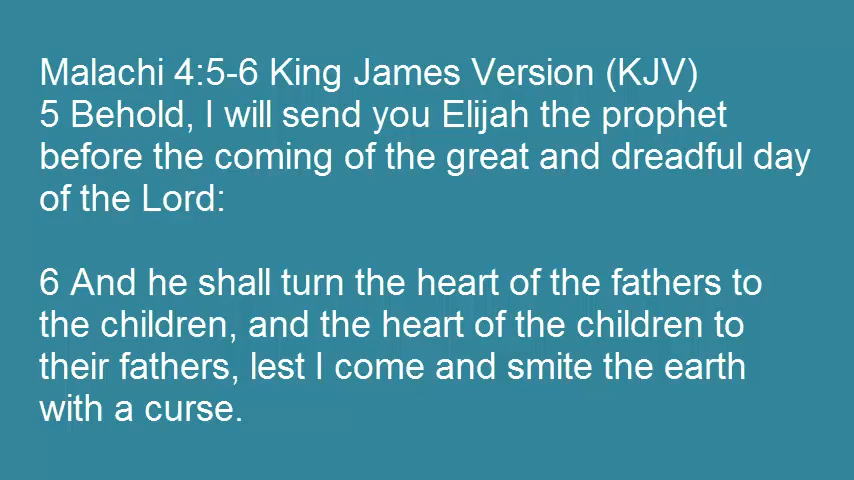 Malachi 4:5-6 King James Version (KJV)
5 Behold, I will send you Elijah the prophet
before the coming of the great and dreadful day
of the Lord:
6 And he shall turn the heart of the fathers to
the children, and the heart of the children to
their fathers, lest I come and smite the earth
with a curse.